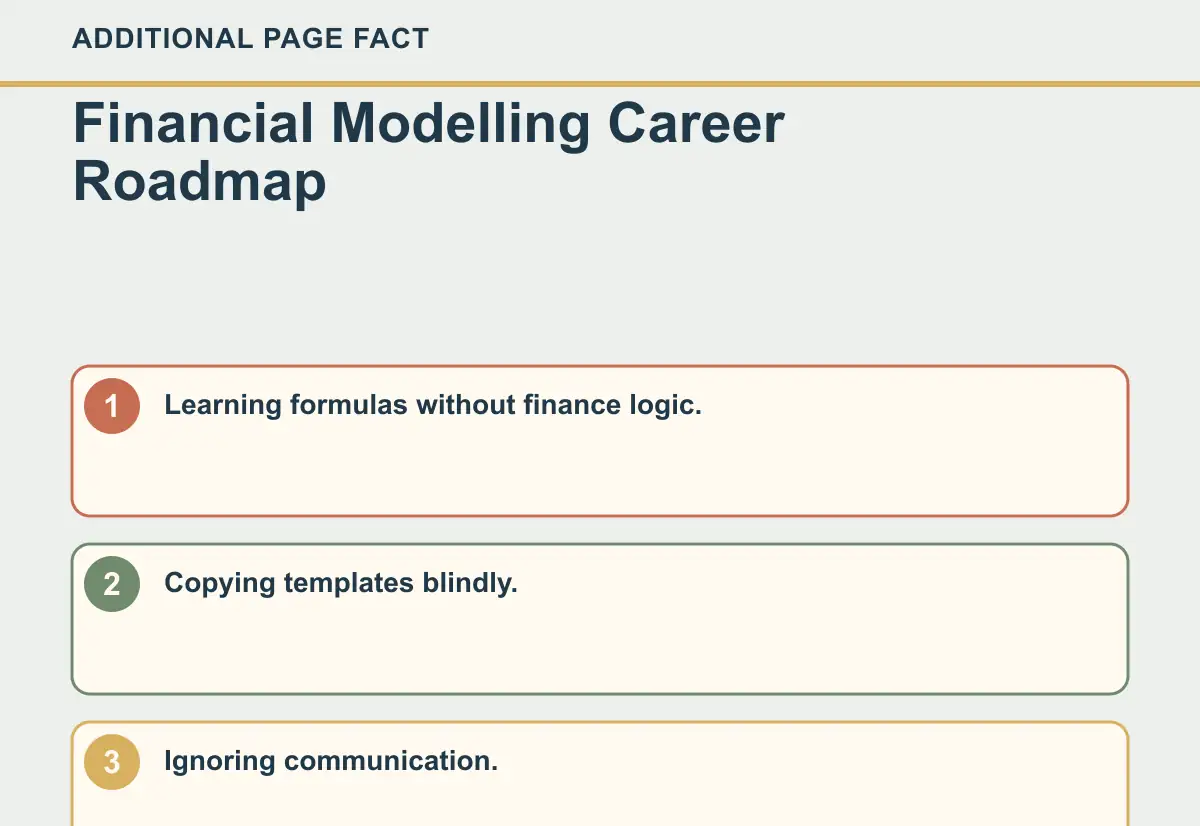 ADDITIONAL PAGE FACT
Financial Modelling Career
Roadmap
1 Learning formulas without finance logic.
2 Copying templates blindly.
3 Ignoring communication.